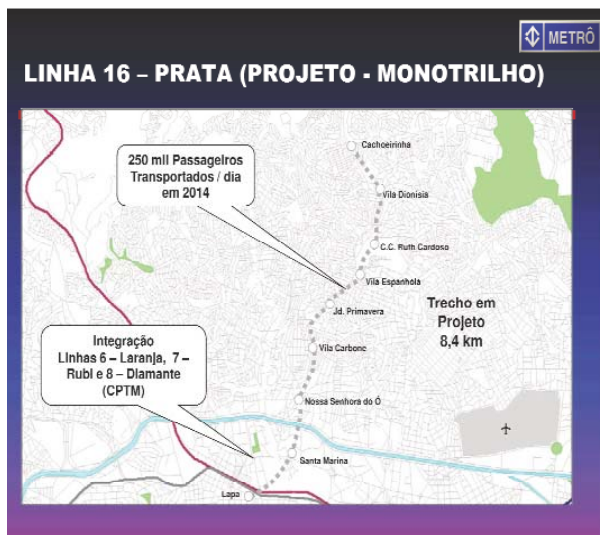 METRÔ
LINHA 16 – PRATA (PROJETO - MONOTRILHO)
250 mil Passageiros
Transportados / dia
em 2014
Cachoeirinha
Vila Dionisia
C.C. Ruth Cardoso
Vila Espanhola
Jd. Primavera
Trecho em
Projeto
8,4 km
Integração
Linhas 6 – Laranja, 7 –
Rubi e 8 – Diamante
(CPTM)
Vila Carbone
Nossa Senhora do Ó
Santa Marina
Lapa